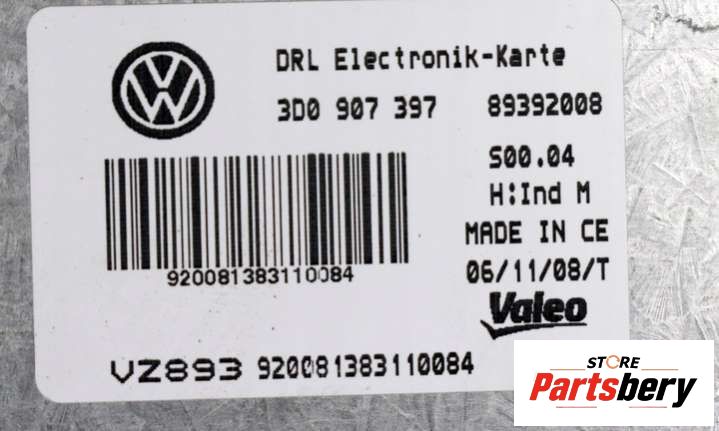 DRL Electronik-Karte
3D0 907 397 89392008
S00.04
H:Ind M
MADE IN CE
920081383110084
06/11/08/T
Valeo
VZ893 920081383110084
STORE
Partsbery